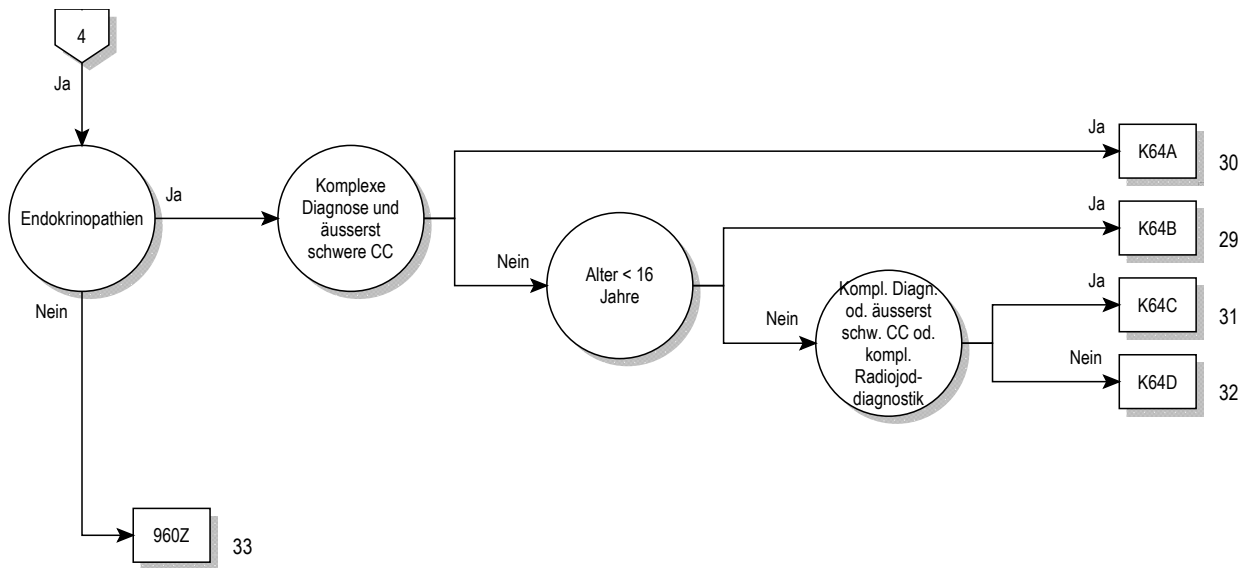 4
Ja
Endokrinopathien
Ja
Nein
Komplexe
Diagnose und
äusserst
schwere CC
Nein
Alter < 16
Jahre
Nein
Kompl. Diagn.
od. äusserst
schw. CC od.
kompl.
Radiojod-
diagnostik
Ja
K64A
30
Ja
K64B
29
Ja
K64C
31
Nein
K64D
32
960Z
33